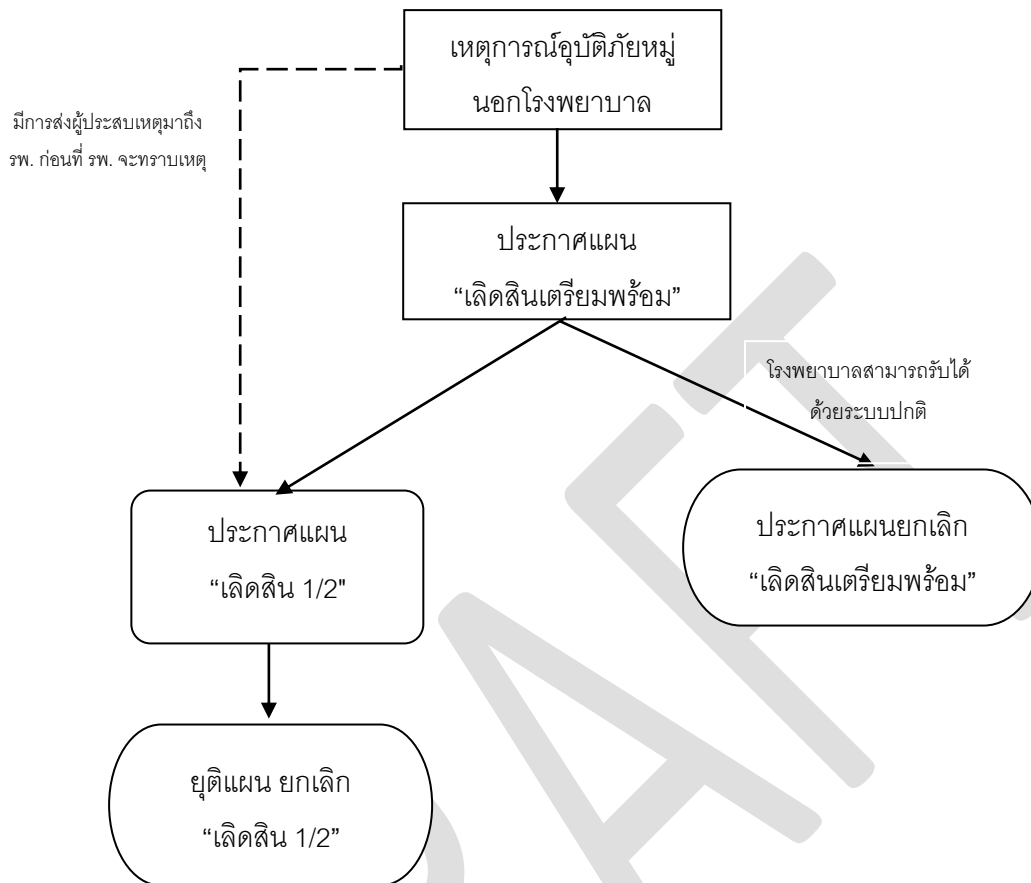 เหตุการณ์อุบัติภัยหมู่
นอกโรงพยาบาล
มีการส่งผู้ประสบเหตุมาถึง
รพ. ก่อนที่ รพ. จะทราบเหตุ
ประกาศแผน
“เลิดสินเตรียมพร้อม”
โรงพยาบาลสามารถรับได้
ด้วยระบบปกติ
ประกาศแผน
“เลิดสิน 1/2"
ประกาศแผนยกเลิก
“เลิดสินเตรียมพร้อม”
ยุติแผน ยกเลิก
“เลิดสิน 1/2”